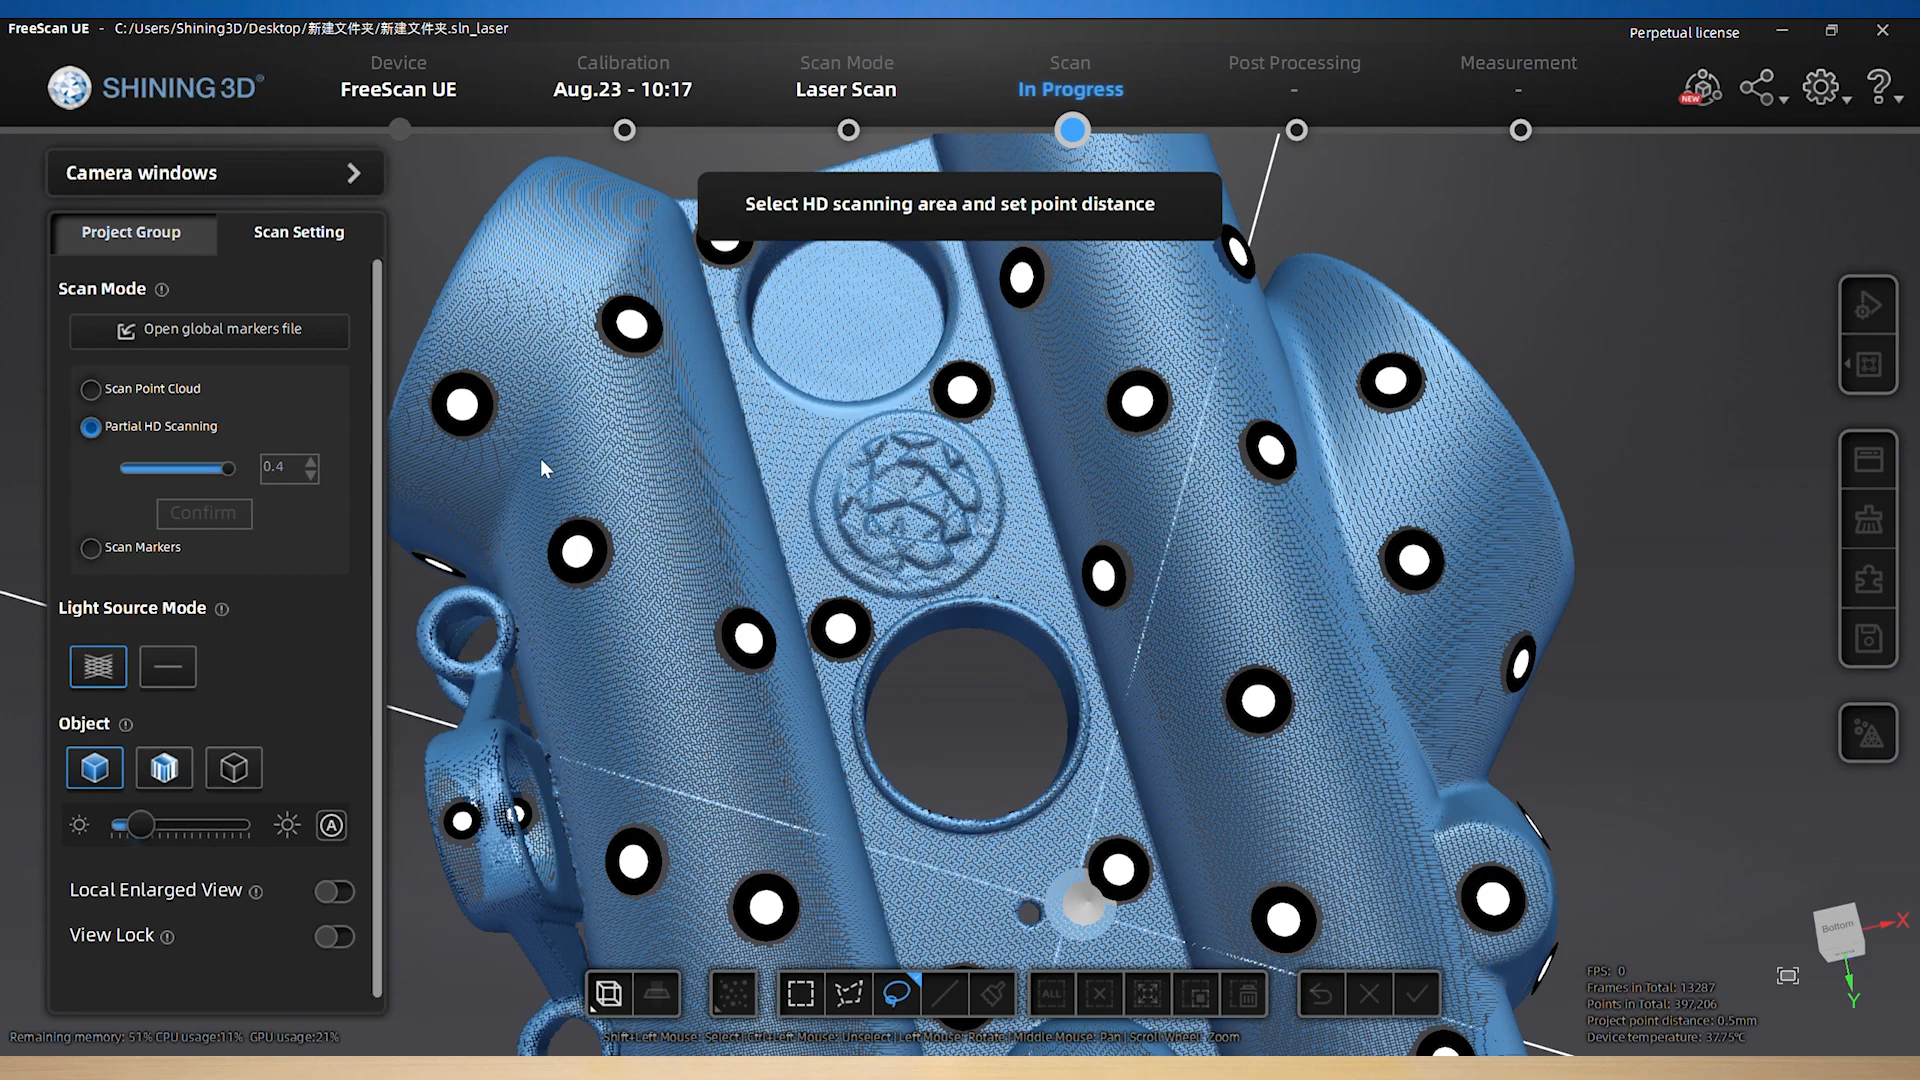 FreeScan UE - C:/Users/Shining3D/Desktop/新建文件夹/新建文件夹.sln_laser
Perpetual license
SHINING 3D®
Device
FreeScan UE
Calibration
Aug.23 - 10:17
Scan Mode
Laser Scan
Scan
In Progress
Post Processing
-
Measurement
-
NEW
Camera windows
Select HD scanning area and set point distance
Project Group
Scan Setting
Scan Mode
Open global markers file
Scan Point Cloud
Partial HD Scanning
0.4
Confirm
Scan Markers
Light Source Mode
Object
A
Local Enlarged View
View Lock
Bottom
X
Y
ALL
FPS: 0
Frames in Total: 13287
Points in Total: 397,206
Project point distance: 0.5mm
Device temperature: 37.75℃
Remaining memory: 51% CPU usage:11% GPU usage:21%
Shift+Left Mouse: Select | Ctrl+Left Mouse: Unselect | Left Mouse: Rotate | Middle Mouse: Pan | Scroll Wheel: Zoom